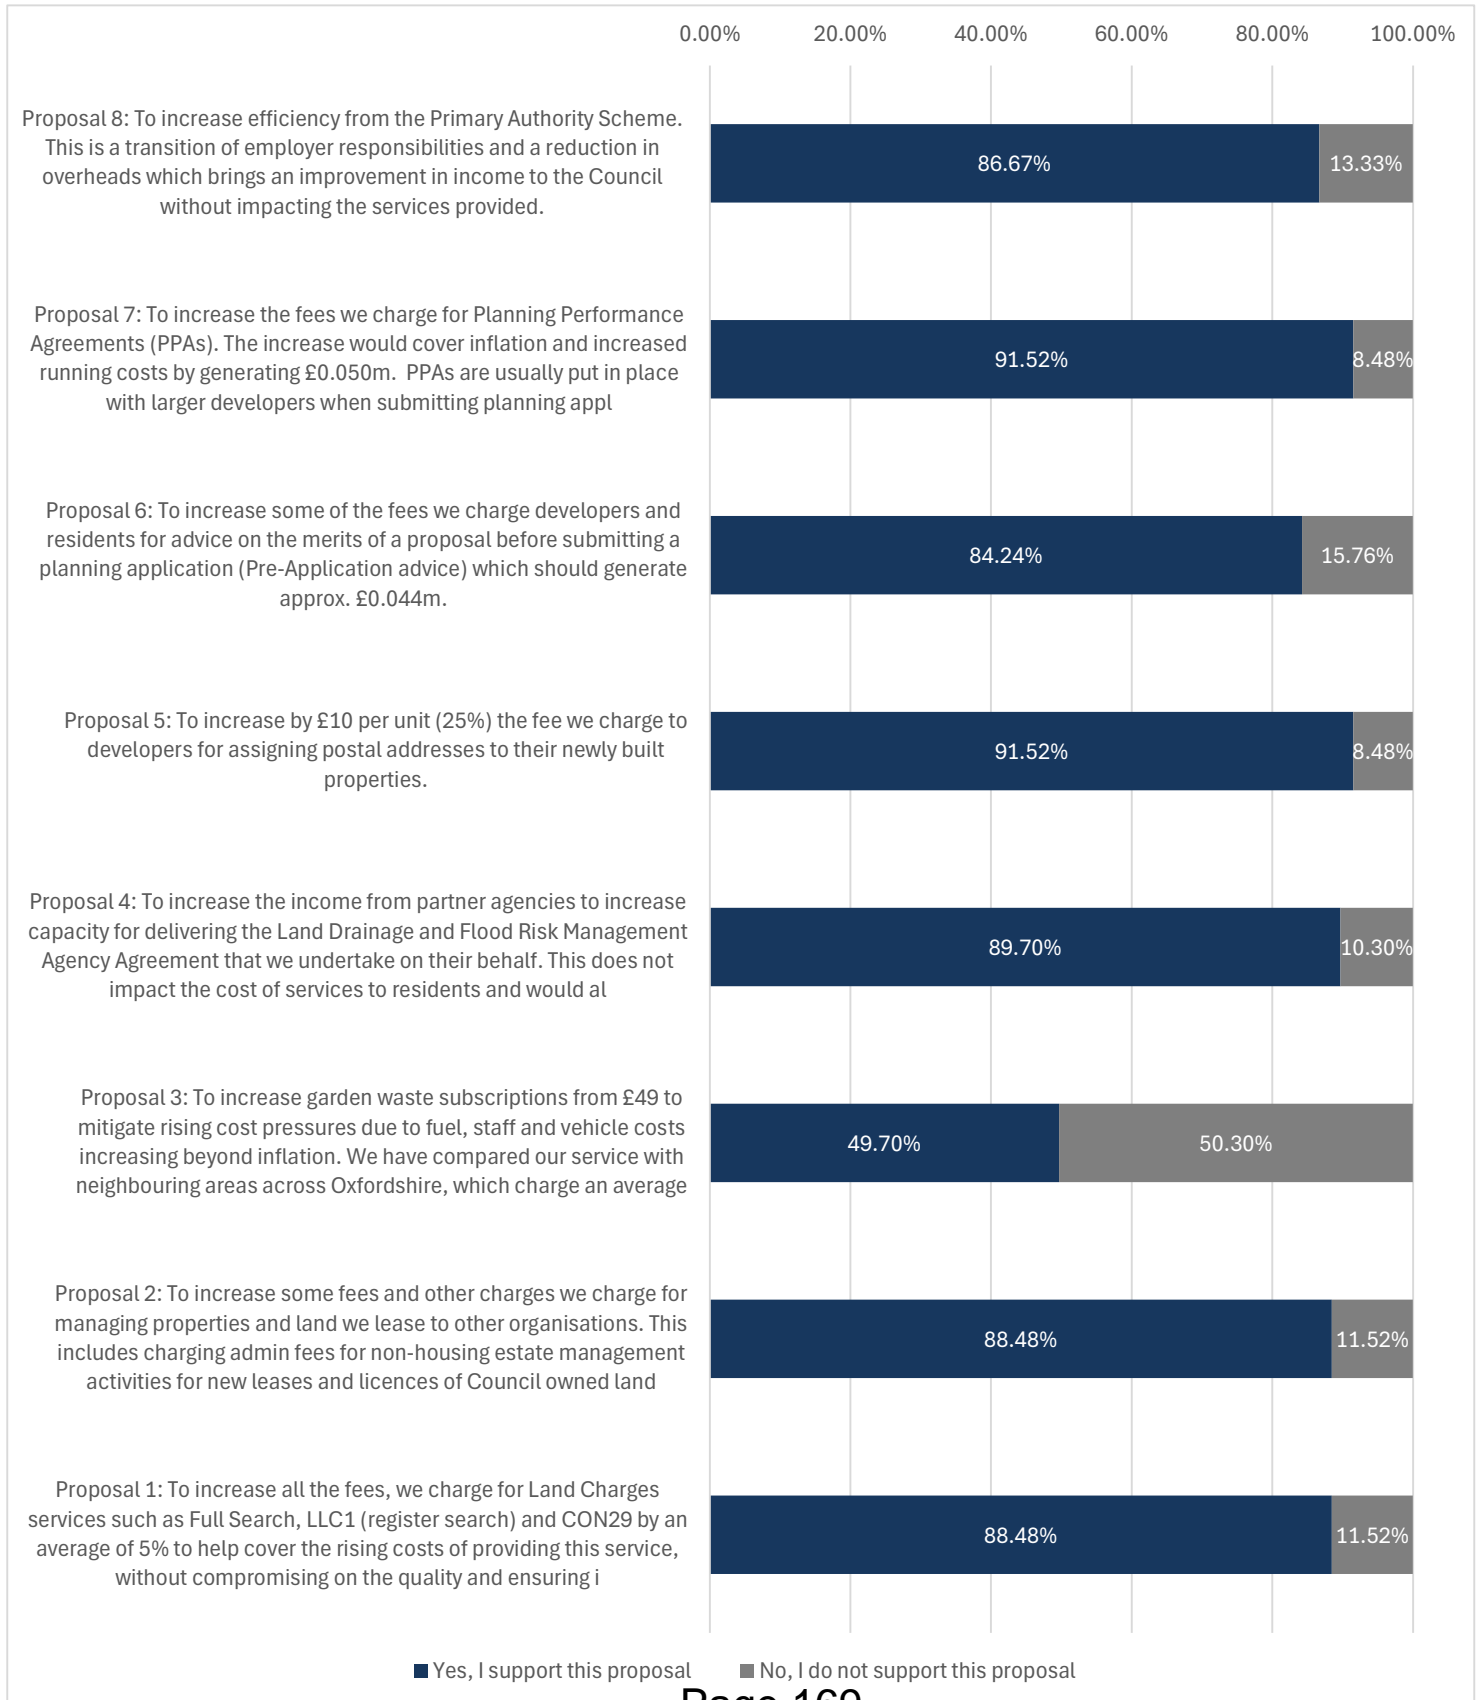 0.00% 20.00% 40.00% 60.00% 80.00% 100.00%
Proposal 8: To increase efficiency from the Primary Authority Scheme.
This is a transition of employer responsibilities and a reduction in
overheads which brings an improvement in income to the Council
without impacting the services provided.
86.67% 13.33%
Proposal 7: To increase the fees we charge for Planning Performance
Agreements (PPAs). The increase would cover inflation and increased
running costs by generating £0.050m. PPAs are usually put in place
with larger developers when submitting planning appl
91.52% 8.48%
Proposal 6: To increase some of the fees we charge developers and
residents for advice on the merits of a proposal before submitting a
planning application (Pre-Application advice) which should generate
approx. £0.044m.
84.24% 15.76%
Proposal 5: To increase by £10 per unit (25%) the fee we charge to
developers for assigning postal addresses to their newly built
properties.
91.52% 8.48%
Proposal 4: To increase the income from partner agencies to increase
capacity for delivering the Land Drainage and Flood Risk Management
Agency Agreement that we undertake on their behalf. This does not
impact the cost of services to residents and would al
89.70% 10.30%
Proposal 3: To increase garden waste subscriptions from £49 to
mitigate rising cost pressures due to fuel, staff and vehicle costs
increasing beyond inflation. We have compared our service with
neighbouring areas across Oxfordshire, which charge an average
49.70% 50.30%
Proposal 2: To increase some fees and other charges we charge for
managing properties and land we lease to other organisations. This
includes charging admin fees for non-housing estate management
activities for new leases and licences of Council owned land
88.48% 11.52%
Proposal 1: To increase all the fees, we charge for Land Charges
services such as Full Search, LLC1 (register search) and CON29 by an
average of 5% to help cover the rising costs of providing this service,
without compromising on the quality and ensuring i
88.48% 11.52%
Yes, I support this proposal No, I do not support this proposal
Page 169